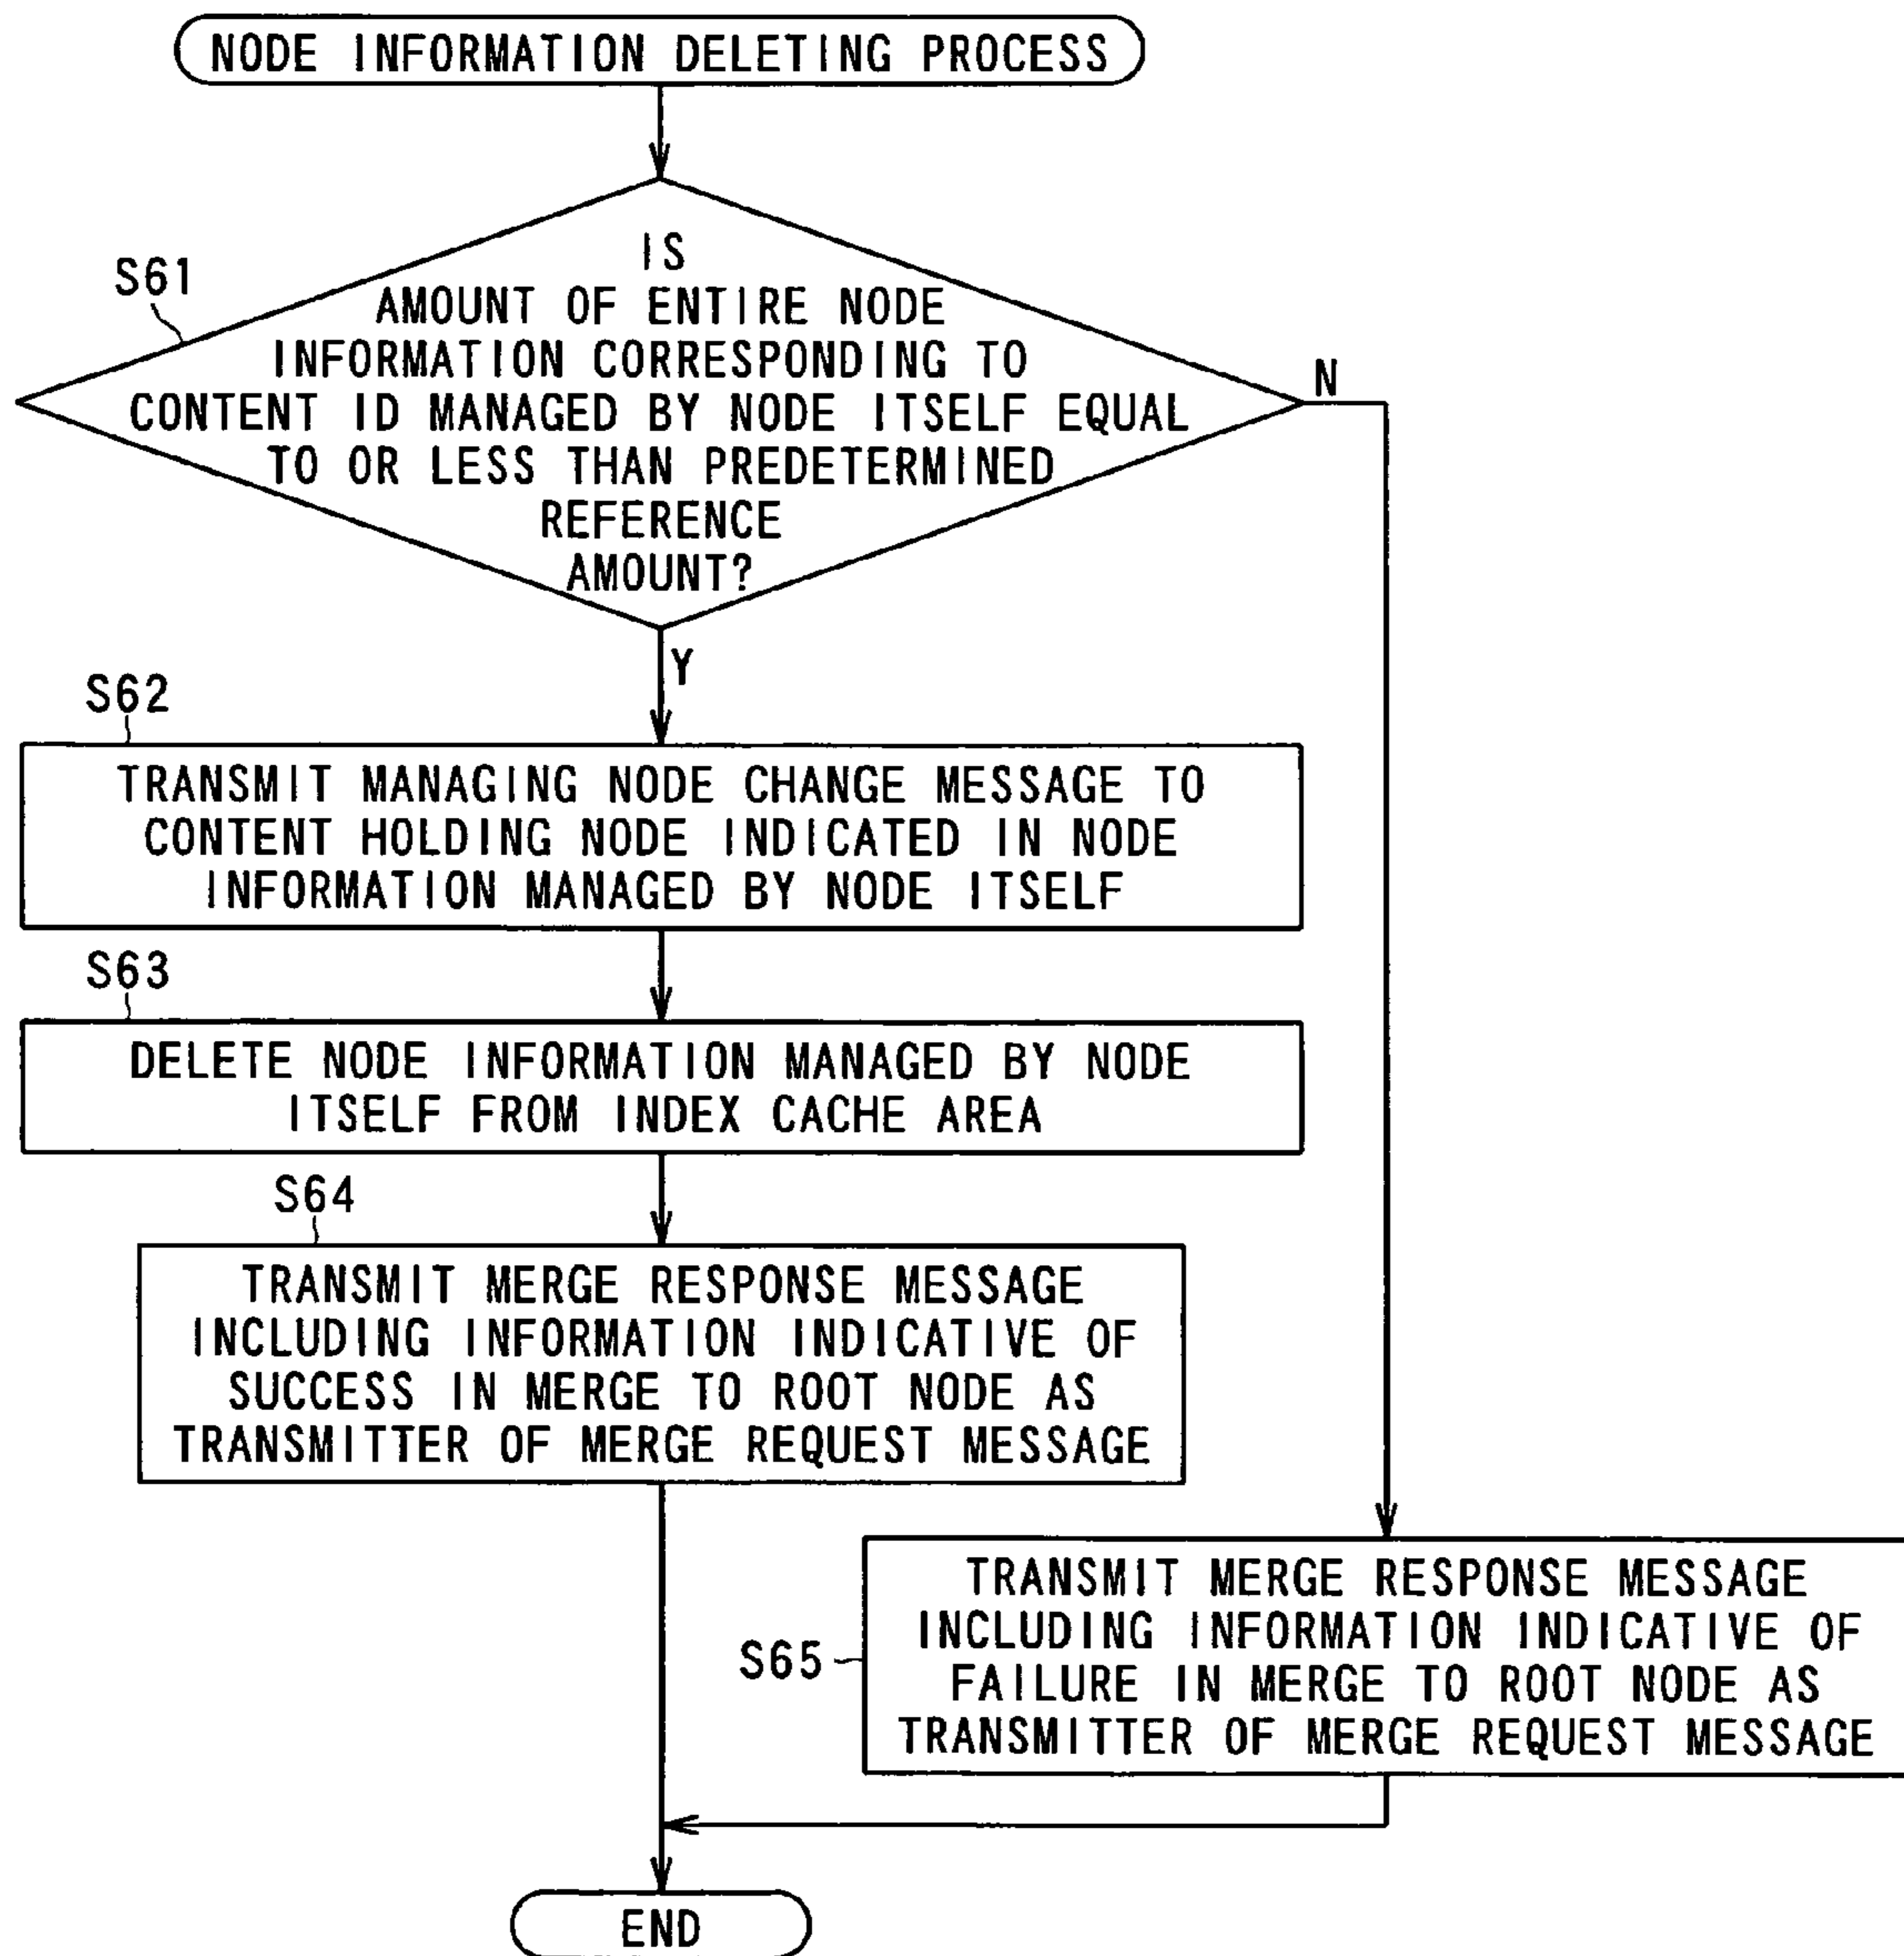 NODE INFORMATION DELETING PROCESS
S61
IS
AMOUNT OF ENTIRE NODE
INFORMATION CORRESPONDING TO
CONTENT ID MANAGED BY NODE ITSELF EQUAL
TO OR LESS THAN PREDETERMINED
REFERENCE
AMOUNT?
N
Y
S62
TRANSMIT MANAGING NODE CHANGE MESSAGE TO
CONTENT HOLDING NODE INDICATED IN NODE
INFORMATION MANAGED BY NODE ITSELF
S63
DELETE NODE INFORMATION MANAGED BY NODE
ITSELF FROM INDEX CACHE AREA
S64
TRANSMIT MERGE RESPONSE MESSAGE
INCLUDING INFORMATION INDICATIVE OF
SUCCESS IN MERGE TO ROOT NODE AS
TRANSMITTER OF MERGE REQUEST MESSAGE
S65
TRANSMIT MERGE RESPONSE MESSAGE
INCLUDING INFORMATION INDICATIVE OF
FAILURE IN MERGE TO ROOT NODE AS
TRANSMITTER OF MERGE REQUEST MESSAGE
END